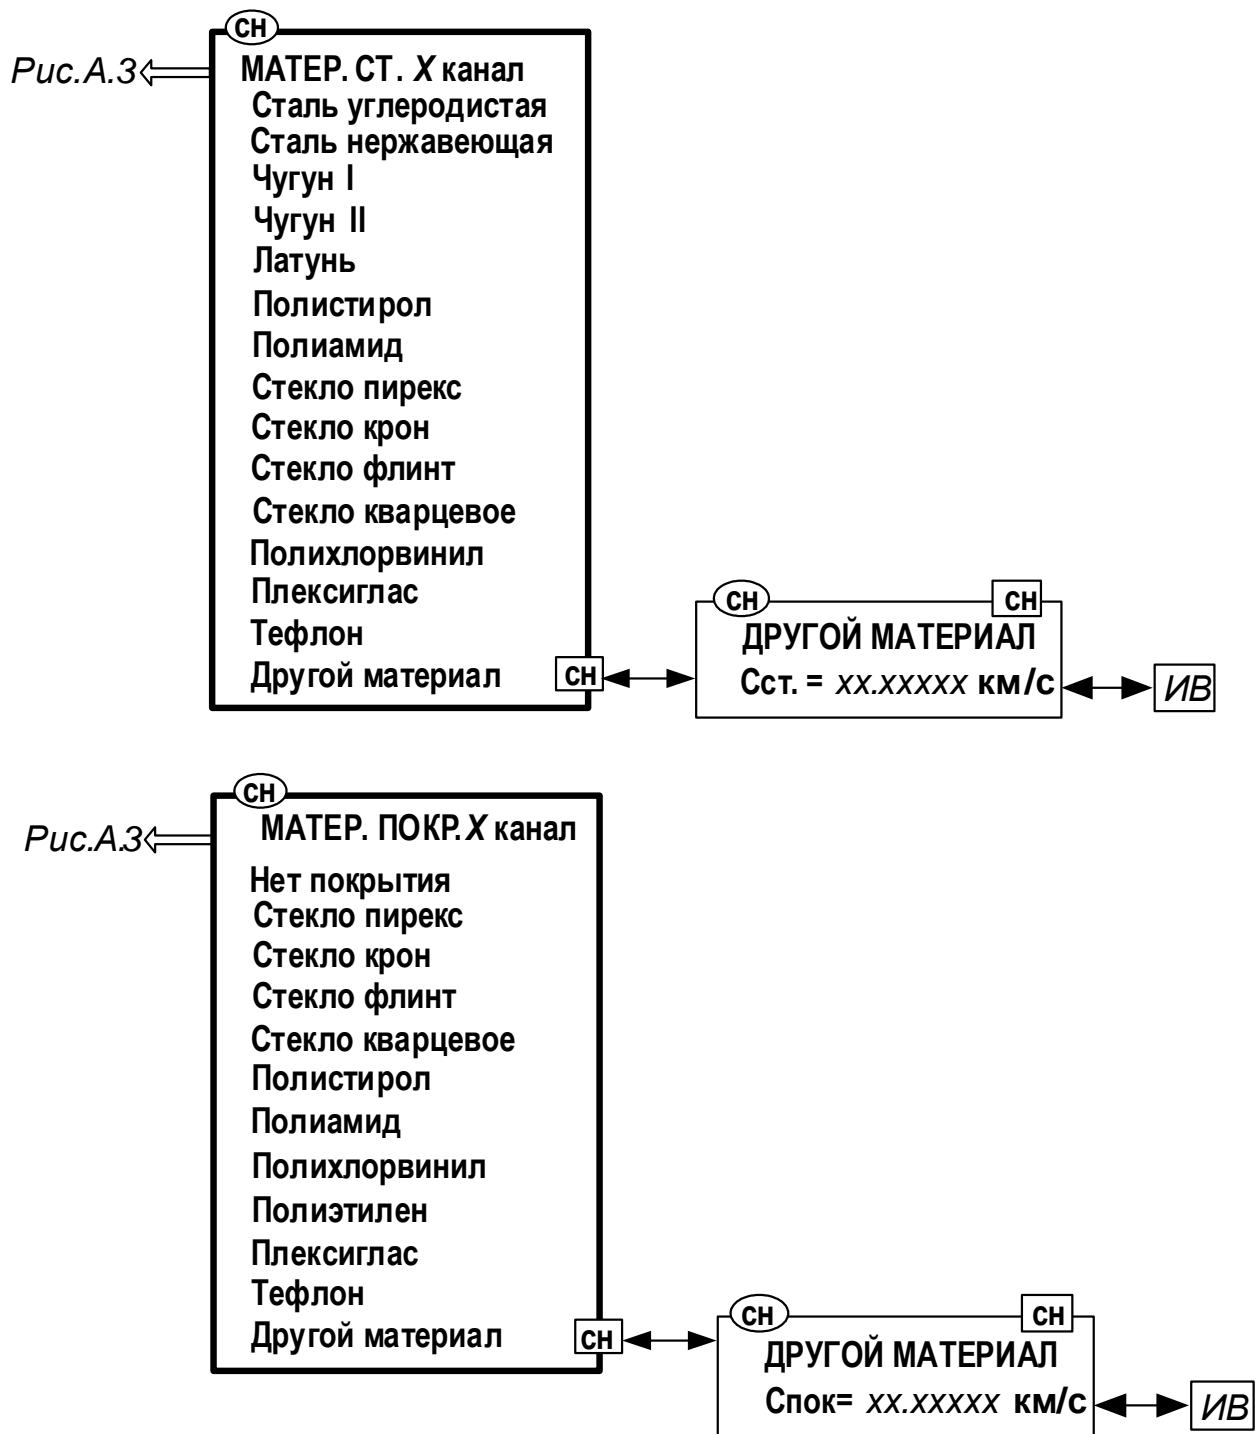 СН
Рис.А.3
МАТЕР. СТ. X канал
Сталь углеродистая
Сталь нержавеющая
Чугун I
Чугун II
Латунь
Полистирол
Полиамид
Стекло пирекс
Стекло крон
Стекло флинт
Стекло кварцевое
Полихлорвинил
Плексиглас
Тефлон
Другой материал
СН
СН
СН
ДРУГОЙ МАТЕРИАЛ
Сст. = xx.xxxxx км/с
ИВ
СН
Рис.А.3
МАТЕР. ПОКР. X канал
Нет покрытия
Стекло пирекс
Стекло крон
Стекло флинт
Стекло кварцевое
Полистирол
Полиамид
Полихлорвинил
Полиэтилен
Плексиглас
Тефлон
Другой материал
СН
СН
СН
ДРУГОЙ МАТЕРИАЛ
Спок= xx.xxxxx км/с
ИВ